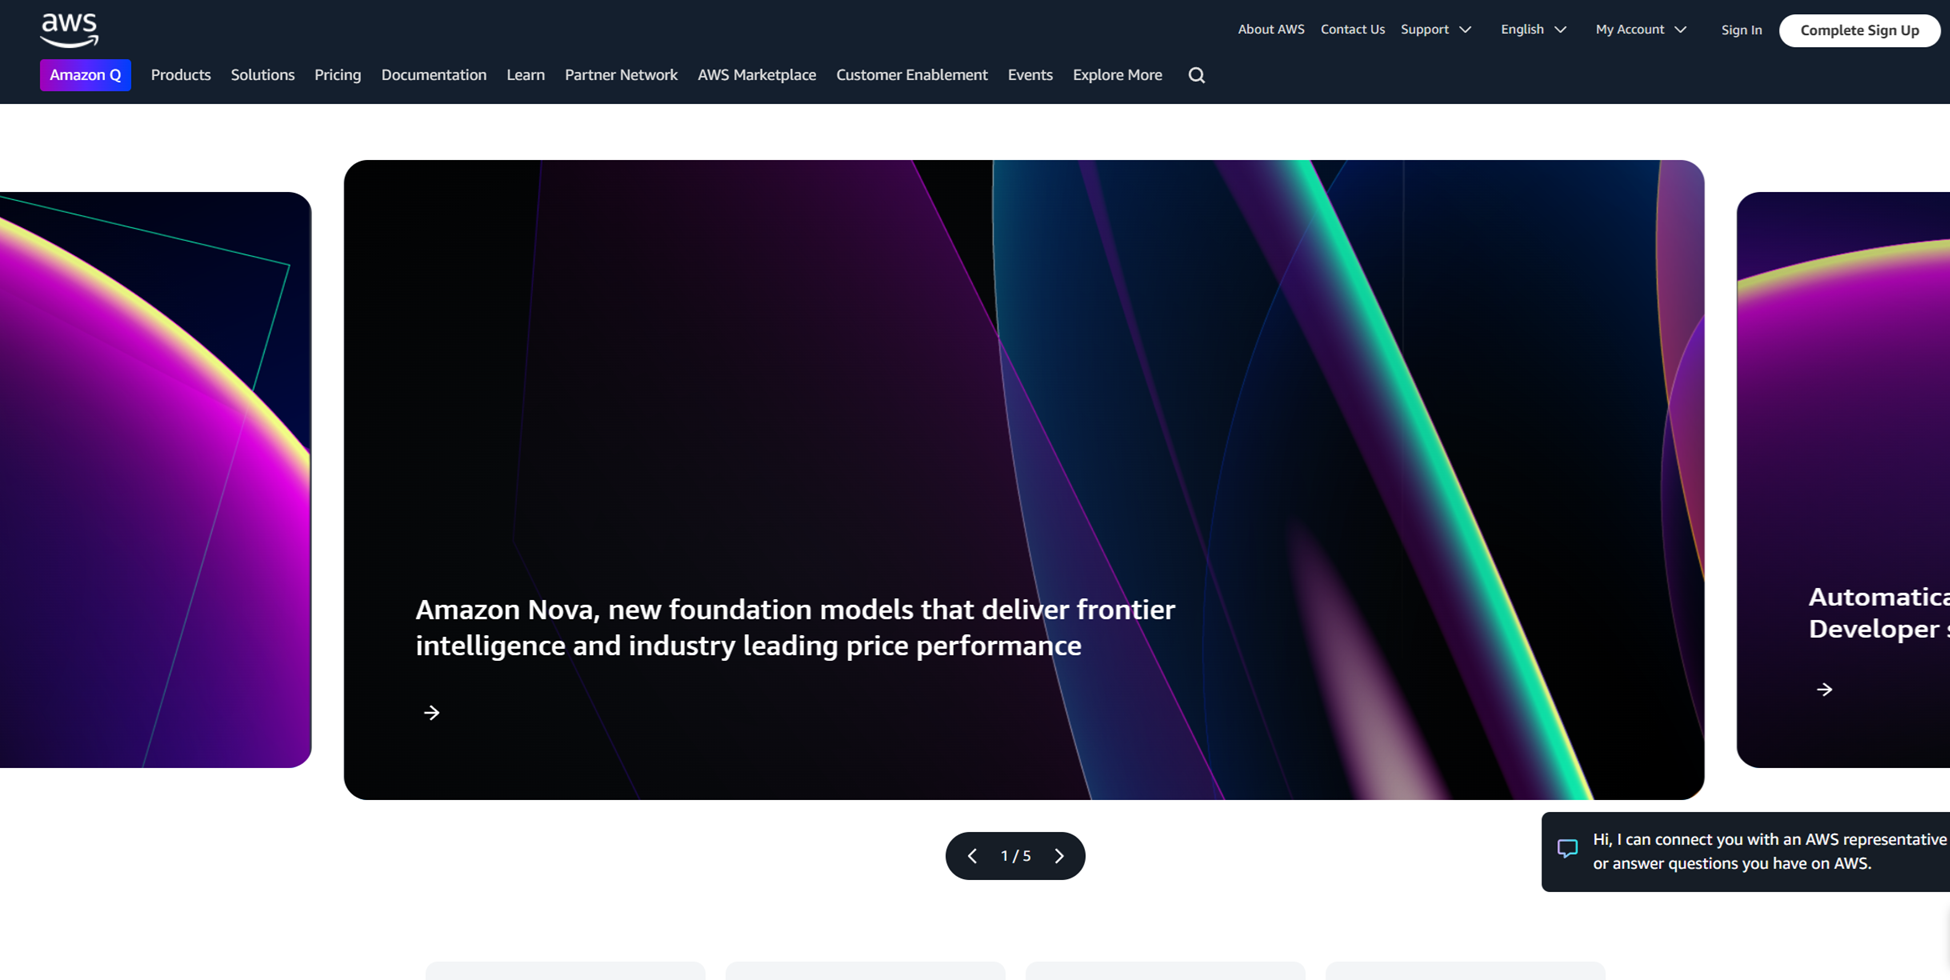 aws
About AWS
Contact Us
Support
English
My Account
Sign In
Complete Sign Up
Amazon Q
Products
Solutions
Pricing
Documentation
Learn
Partner Network
AWS Marketplace
Customer Enablement
Events
Explore More
Amazon Nova, new foundation models that deliver frontier
intelligence and industry leading price performance
Developer
1 / 5
Hi, I can connect you with an AWS representative
or answer questions you have on AWS.